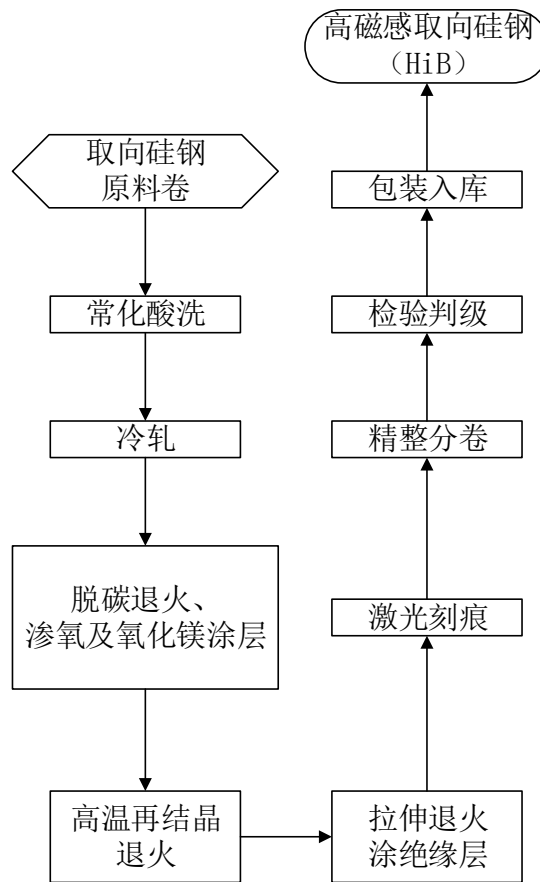 取向硅钢
原料卷
常化酸洗
冷轧
脱碳退火、
渗氧及氧化镁涂层
高温再结晶
退火
拉伸退火
涂绝缘层
激光刻痕
精整分卷
检验判级
包装入库
高磁感取向硅钢
（HiB）